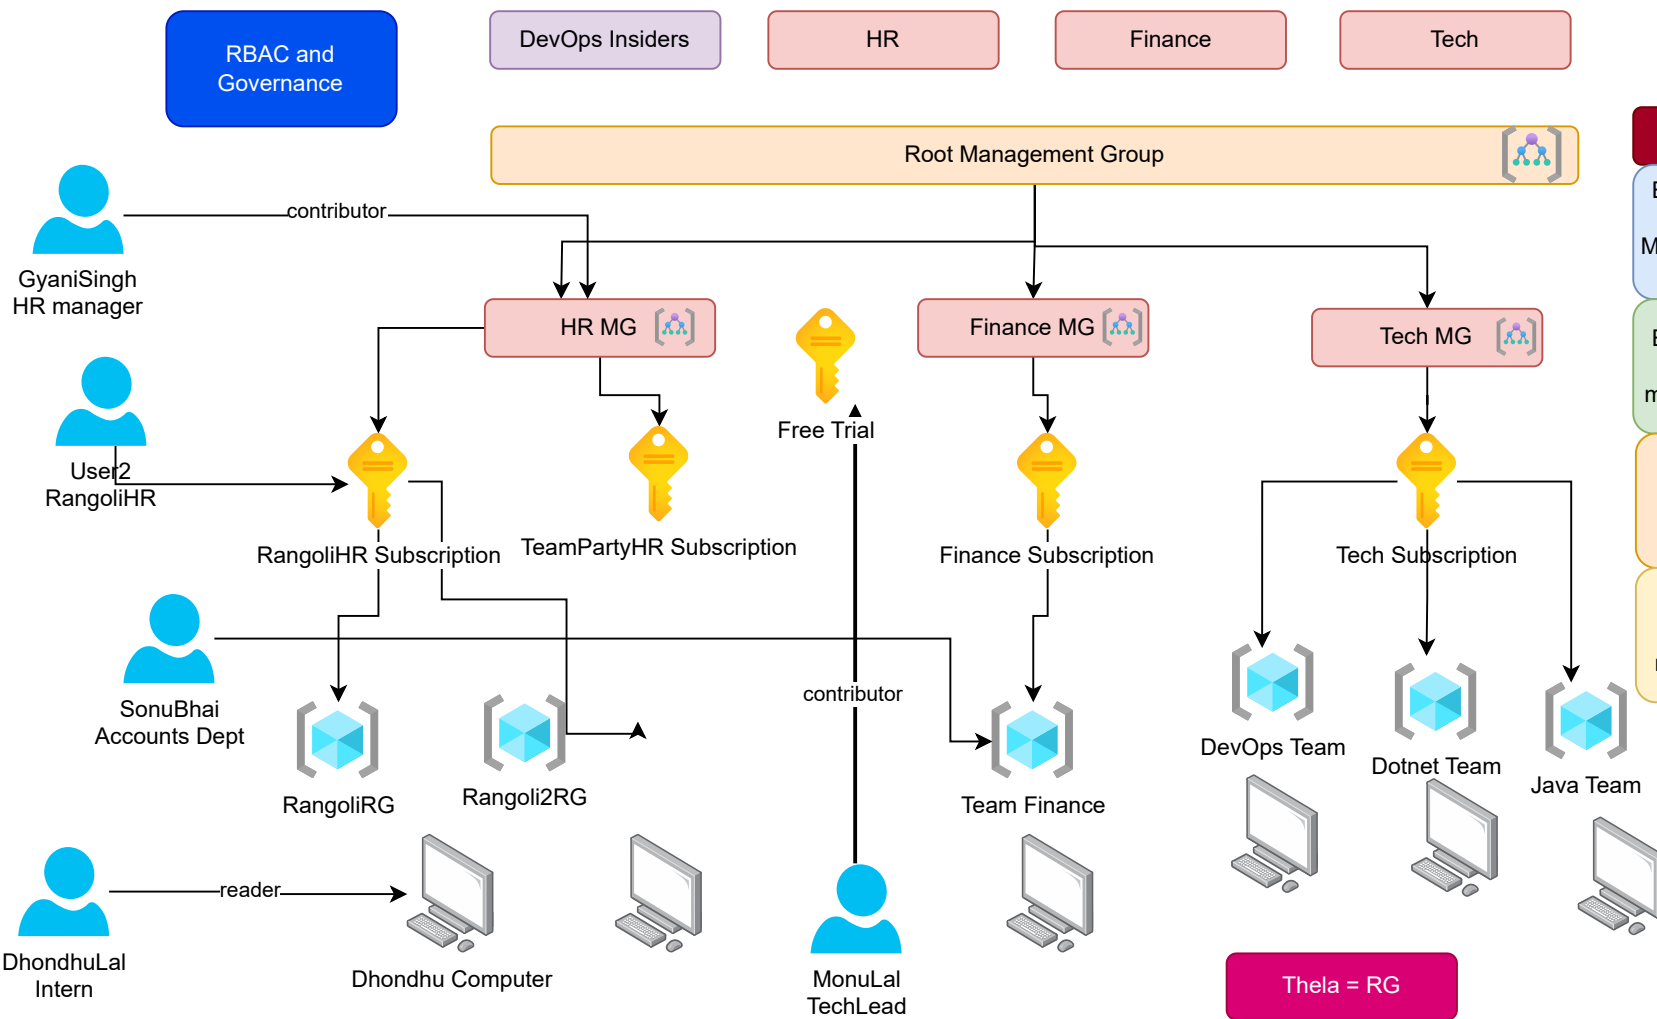 RBAC and
Governance
DevOps Insiders
HR
Finance
Tech
Root Management Group
contributor
GyaniSingh
HR manager
HR MG
Finance MG
Tech MG
Free Trial
User2
RangoliHR
RangoliHR Subscription
TeamPartyHR Subscription
Finance Subscription
Tech Subscription
contributor
SonuBhai
Accounts Dept
DevOps Team
Dotnet Team
Java Team
RangoliRG
Rangoli2RG
Team Finance
reader
DhondhuLal
Intern
Dhondhu Computer
MonuLal
TechLead
Thela = RG